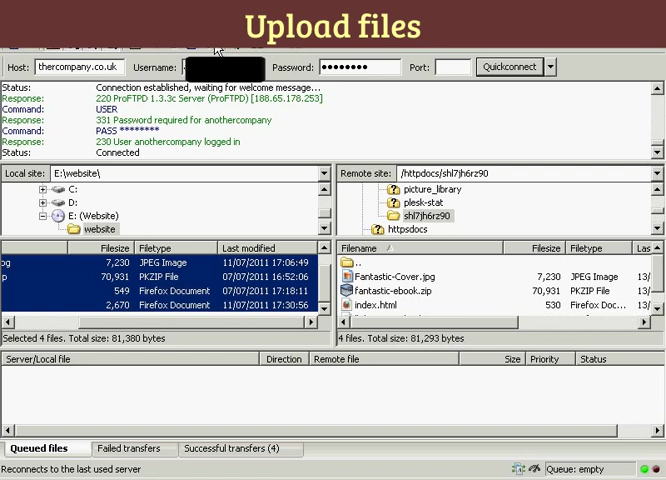 Upload files
Host: thercompany.co.uk Username: Password: ●●●●●●●● Port: Quickconnect
Status: Connection established, waiting for welcome message...
Response: 220 ProFTPD 1.3.3c Server (ProFTPD) [188.65.178.253]
Command: USER
Response: 331 Password required for anothercompany
Command: PASS ********
Response: 230 User anothercompany logged in
Status: Connected
Local site: E:\website\
C:
D:
E: (Website)
website
Remote site: /httpdocs/shl7jh6rz90
picture_library
plesk-stat
shl7jh6rz90
httpsdocs
Filesize Filetype Last modified
pg 7,230 JPEG Image 11/07/2011 17:06:49
p 70,931 PKZIP File 07/07/2011 16:52:06
549 Firefox Document 07/07/2011 17:18:11
2,670 Firefox Document 11/07/2011 17:30:56
Selected 4 files. Total size: 81,380 bytes
Filename Filesize Filetype Las
..
Fantastic-Cover.jpg 7,230 JPEG Image 13/
fantastic-ebook.zip 70,931 PKZIP File 13/
index.html 530 Firefox Doc... 13/
4 files. Total size: 81,293 bytes
Server/Local file Direction Remote file Size Priority Status
Queued files Failed transfers Successful transfers (4)
Reconnects to the last used server Queue: empty